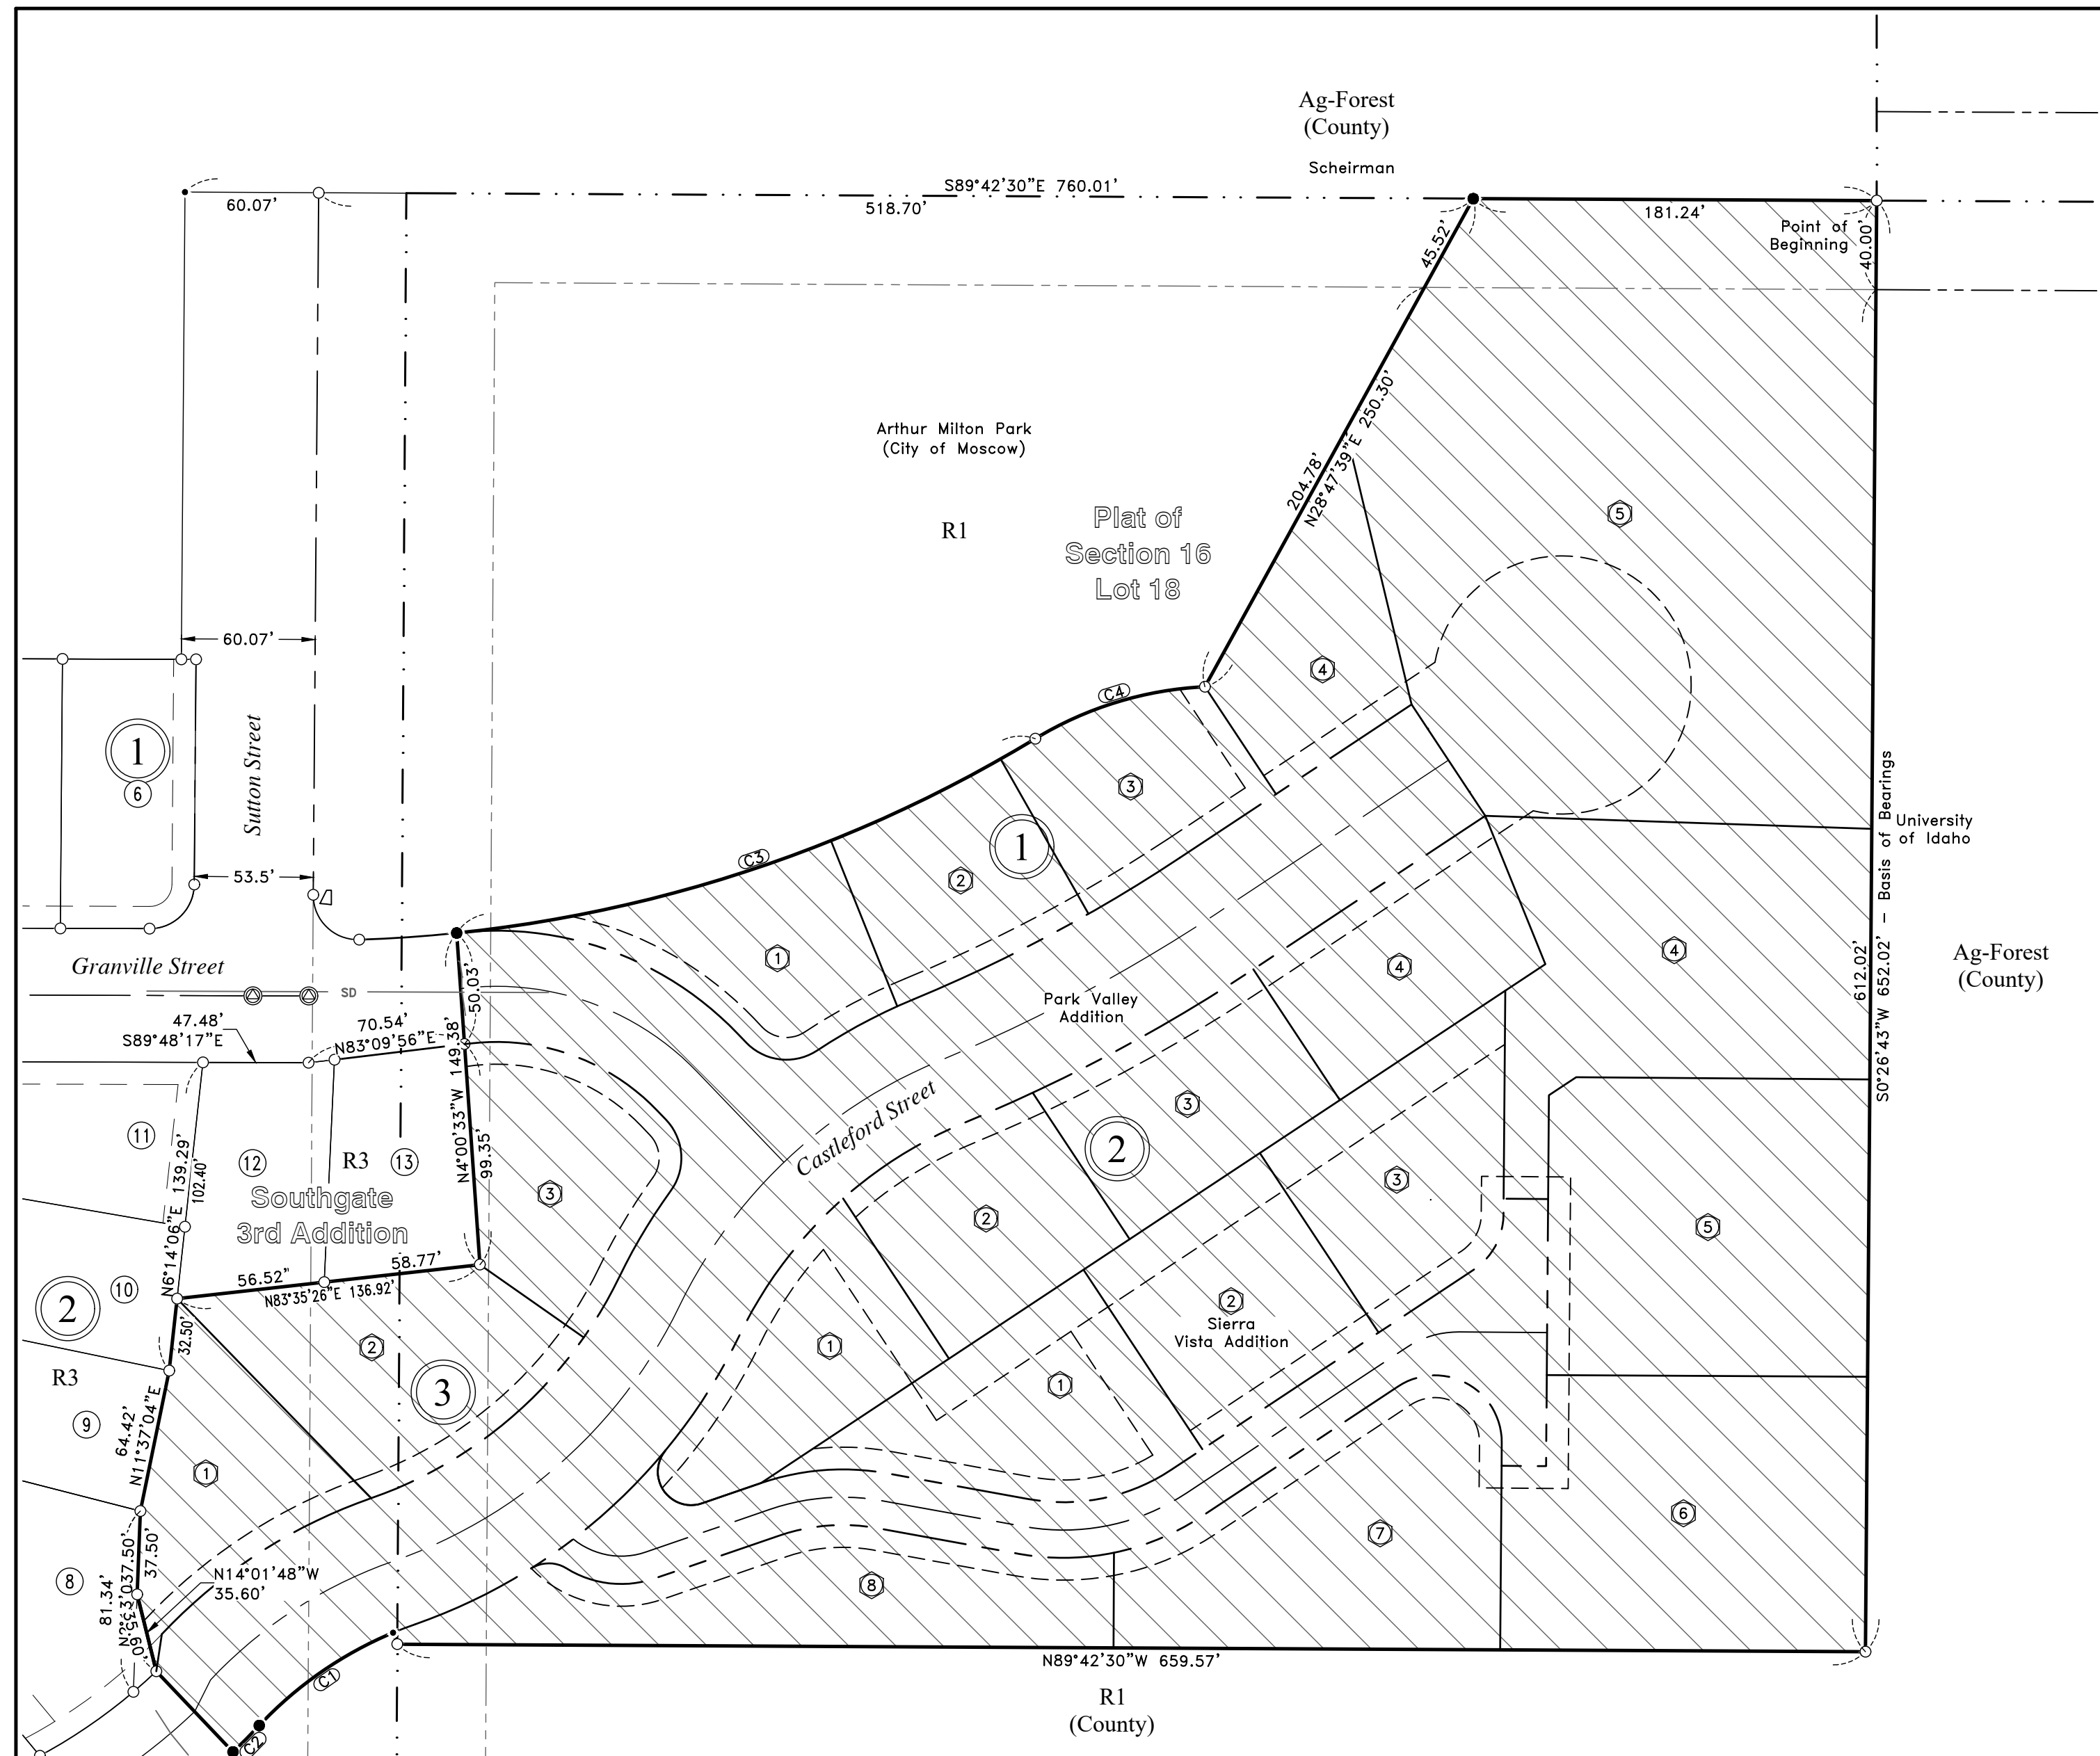 Ag-Forest
(County)
Scheirman
S89°42'30"E 760.01'
60.07'
518.70'
181.24'
Point of
Beginning
40.00'
45.52'
Arthur Milton Park
(City of Moscow)
R1
Plat of
Section 16
Lot 18
204.78'
N28°47'39"E 250.30'
5
60.07'
4
C4
1
6
Sutton Street
3
1
C3
2
53.5'
University
of Idaho
S0°26'43"W 652.02' – Basis of Bearings
612.02'
Ag-Forest
(County)
1
4
4
Granville Street
SD
50.03'
Park Valley
Addition
47.48'
S89°48'17"E
70.54'
N83°09'56"E
N4°00'33"W 149.38'
99.35'
Castleford Street
3
2
11
12
R3
13
3
3
Southgate
3rd Addition
N6°14'06"E 139.29'
102.40'
2
5
58.77'
56.52"
N83°35'26"E 136.92'
10
2
32.50'
2
1
2
Sierra
Vista Addition
R3
3
1
9
64.42'
N11°37'04"E
1
6
7
8
37.50'
81.34'
N14°01'48"W
35.60'
8
C1
N89°42'30"W 659.57'
R1
(County)
C2